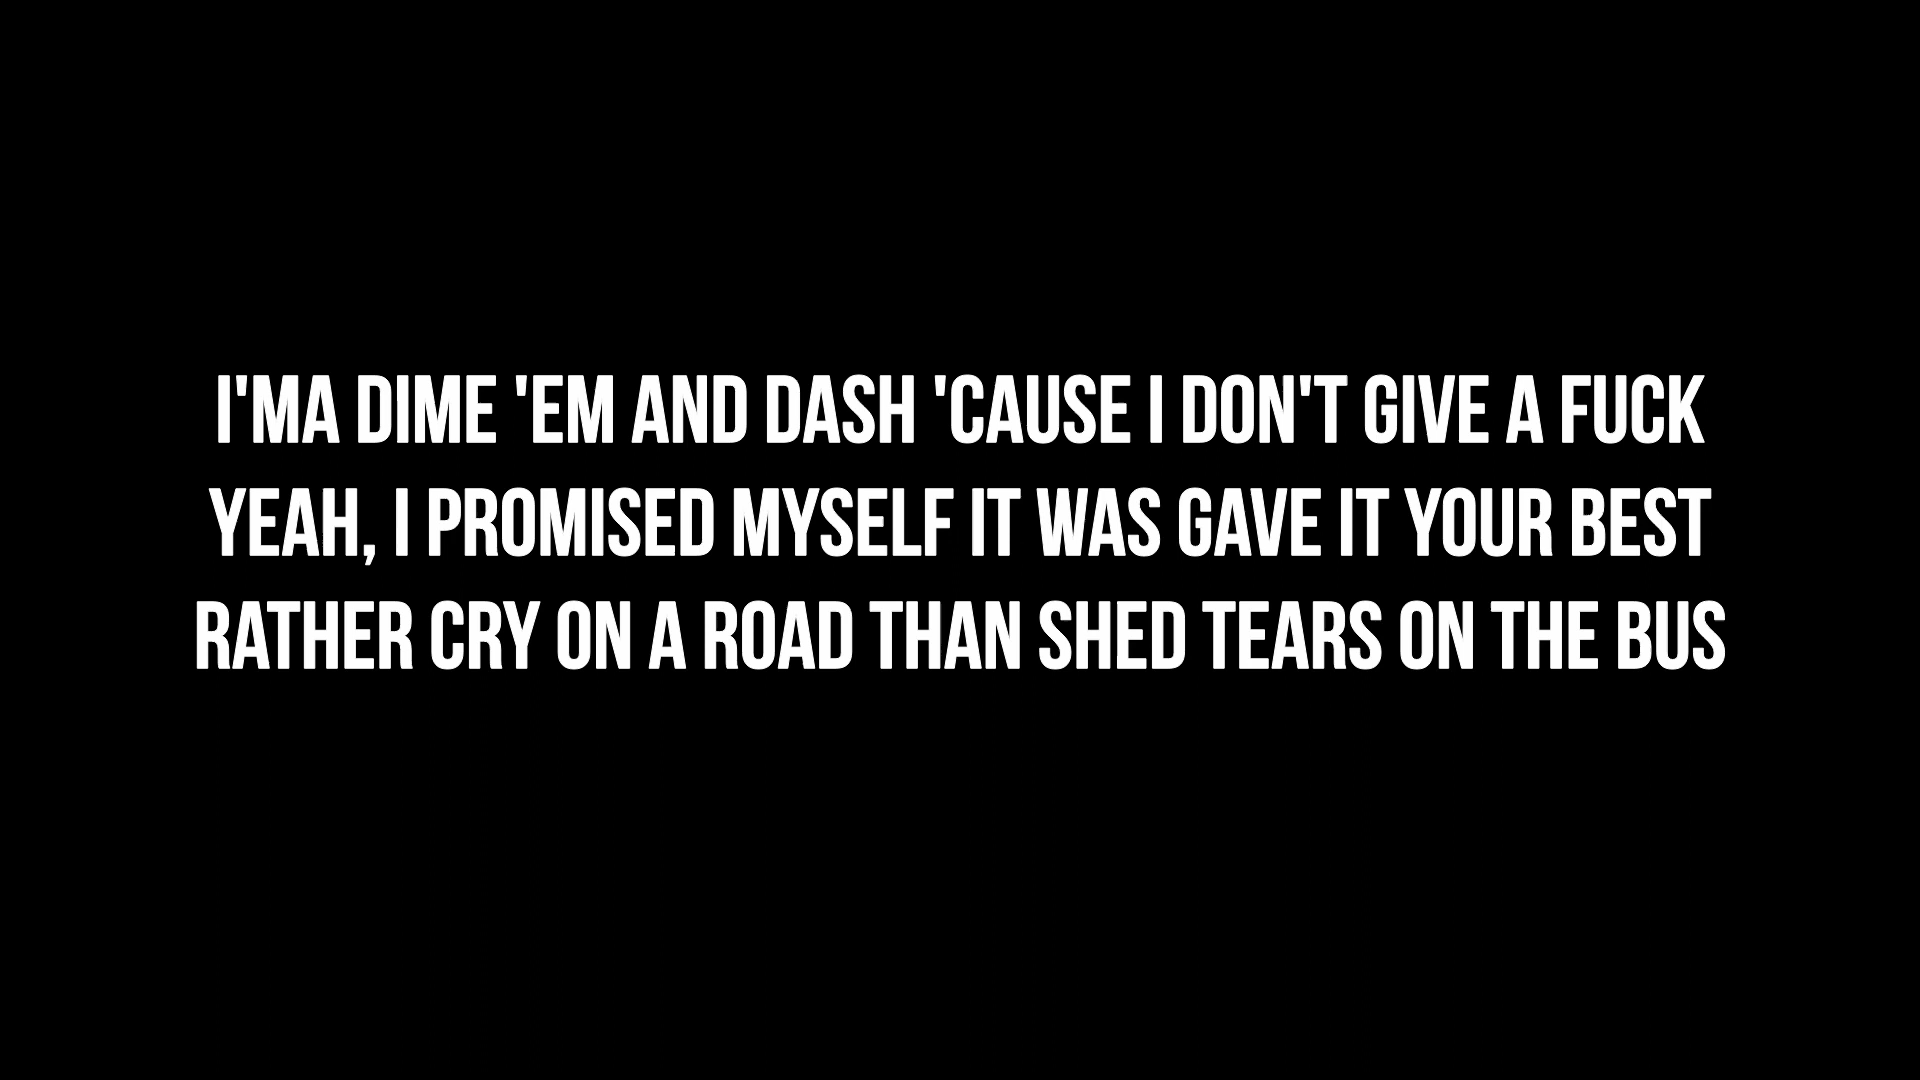 I'MA DIME 'EM AND DASH 'CAUSE I DON'T GIVE A FUCK
YEAH, I PROMISED MYSELF IT WAS GAVE IT YOUR BEST
RATHER CRY ON A ROAD THAN SHED TEARS ON THE BUS